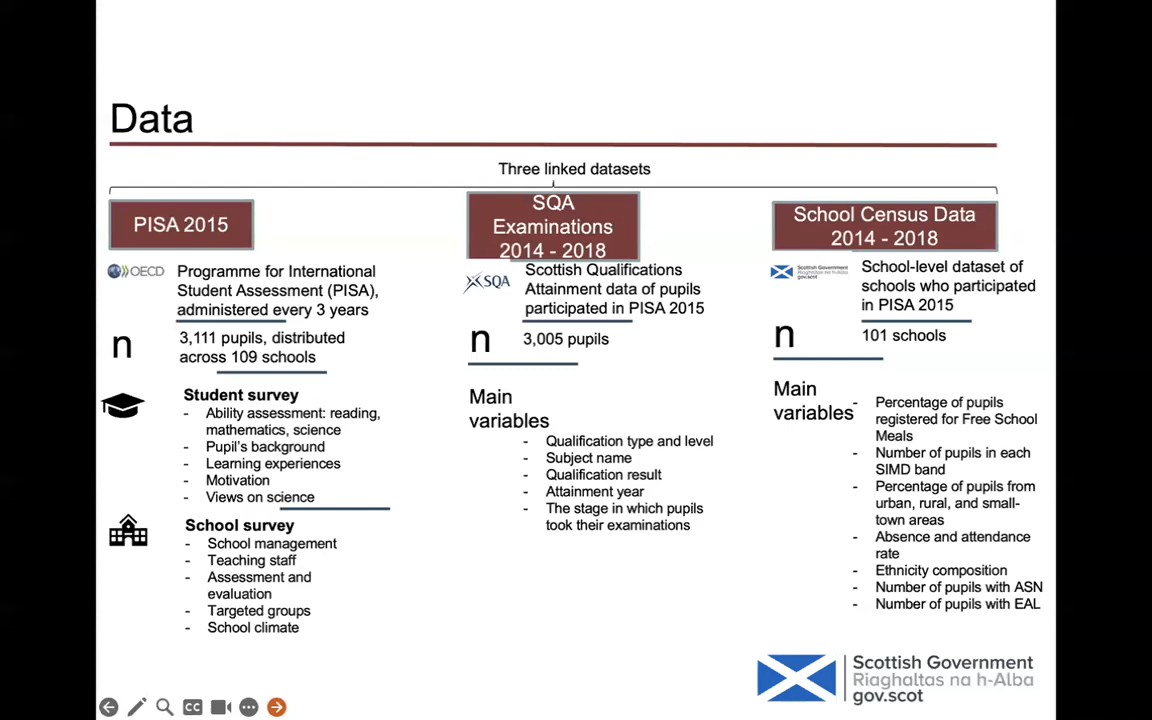 Data
Three linked datasets
PISA 2015
OECD
Programme for International
Student Assessment (PISA),
administered every 3 years
n
3,111 pupils, distributed
across 109 schools
Student survey
- Ability assessment: reading,
mathematics, science
- Pupil's background
- Learning experiences
- Motivation
- Views on science
School survey
- School management
- Teaching staff
- Assessment and
evaluation
- Targeted groups
- School climate
SQA
Examinations
2014 - 2018
SQA
Scottish Qualifications
Attainment data of pupils
participated in PISA 2015
n
3,005 pupils
Main
variables
- Qualification type and level
- Subject name
- Qualification result
- Attainment year
- The stage in which pupils
took their examinations
School Census Data
2014 - 2018
Scottish Government
Riaghaltas na h-Alba
gov.scot
School-level dataset of
schools who participated
in PISA 2015
n
101 schools
Main
variables
- Percentage of pupils
registered for Free School
Meals
- Number of pupils in each
SIMD band
- Percentage of pupils from
urban, rural, and small-
town areas
- Absence and attendance
rate
- Ethnicity composition
- Number of pupils with ASN
- Number of pupils with EAL
Scottish Government
Riaghaltas na h-Alba
gov.scot
CC